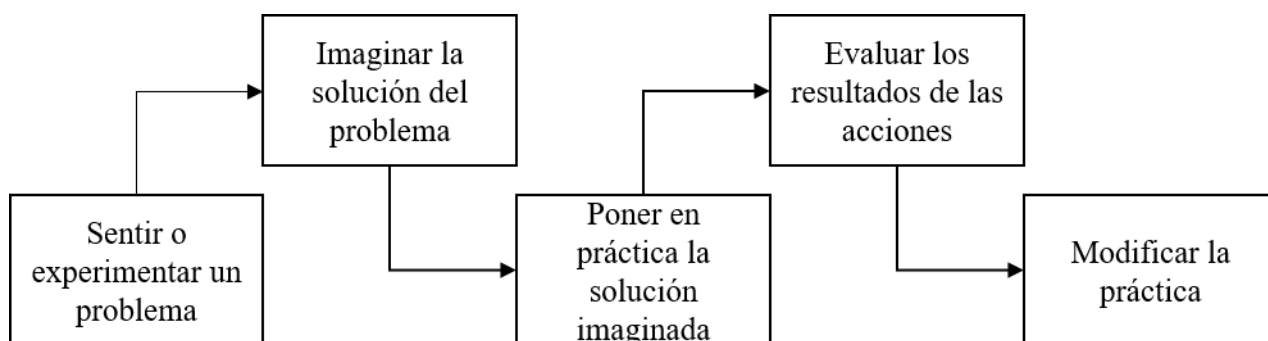 Sentir o
experimentar un
problema
Imaginar la
solución del
problema
Poner en
práctica la
solución
imaginada
Evaluar los
resultados de las
acciones
Modificar la
práctica